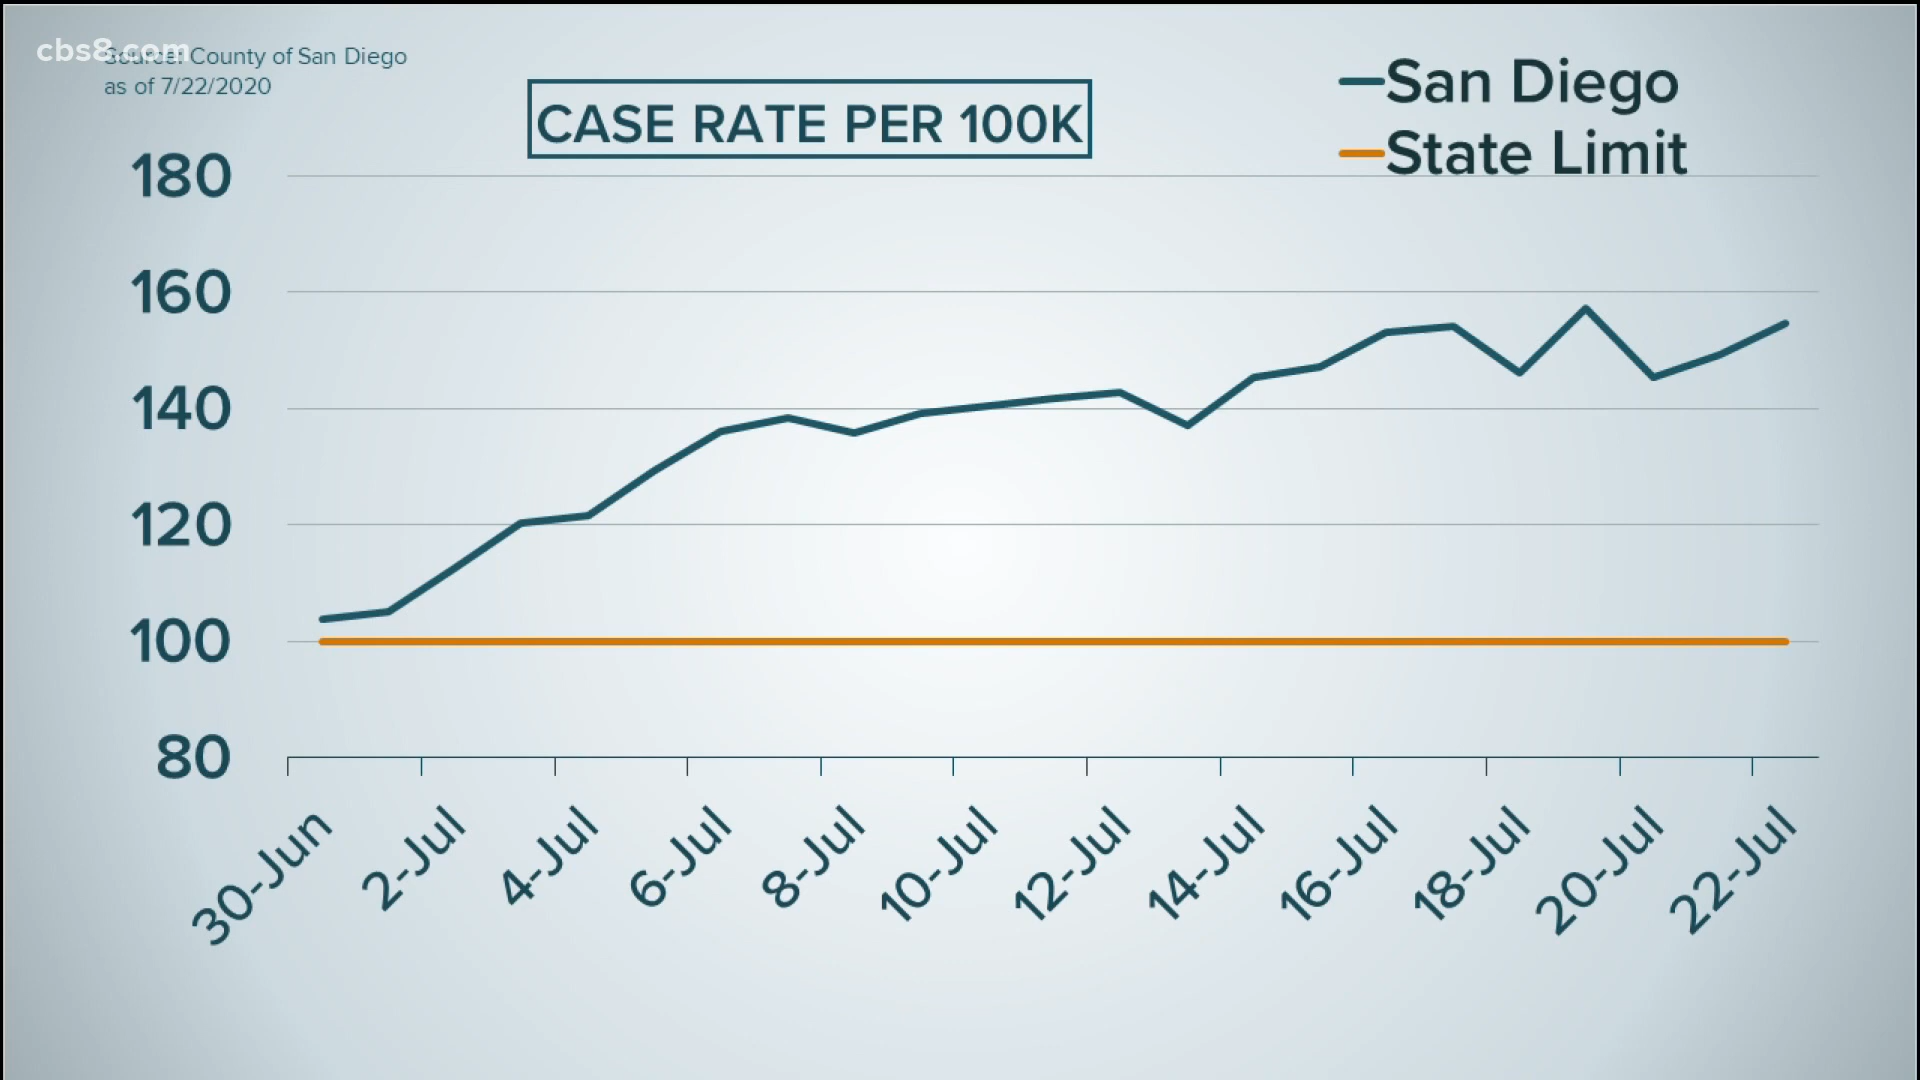 cbs8.com
Source: County of San Diego
as of 7/22/2020
CASE RATE PER 100K
San Diego
State Limit
180
160
140
120
100
80
30-Jun
2-Jul
4-Jul
6-Jul
8-Jul
10-Jul
12-Jul
14-Jul
16-Jul
18-Jul
20-Jul
22-Jul